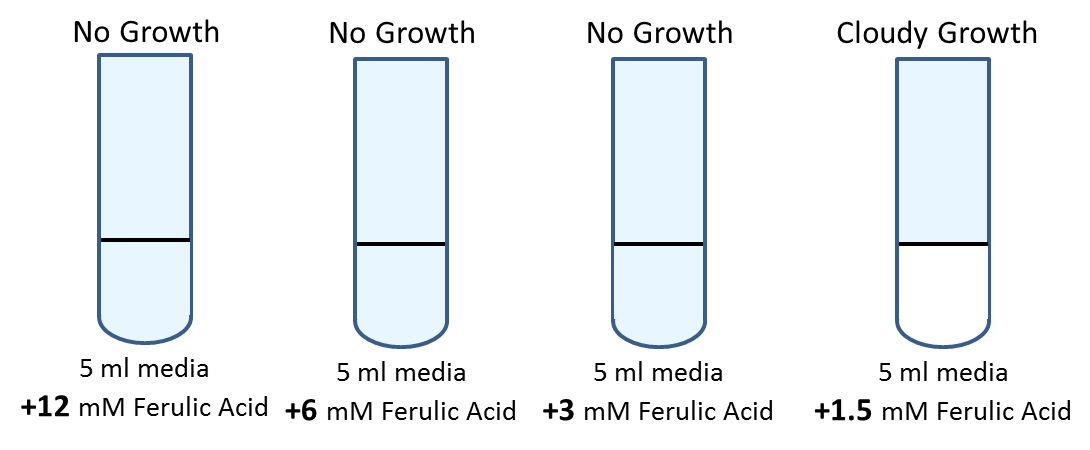 No Growth
No Growth
No Growth
Cloudy Growth
5 ml media
+12 mM Ferulic Acid
5 ml media
+6 mM Ferulic Acid
5 ml media
+3 mM Ferulic Acid
5 ml media
+1.5 mM Ferulic Acid